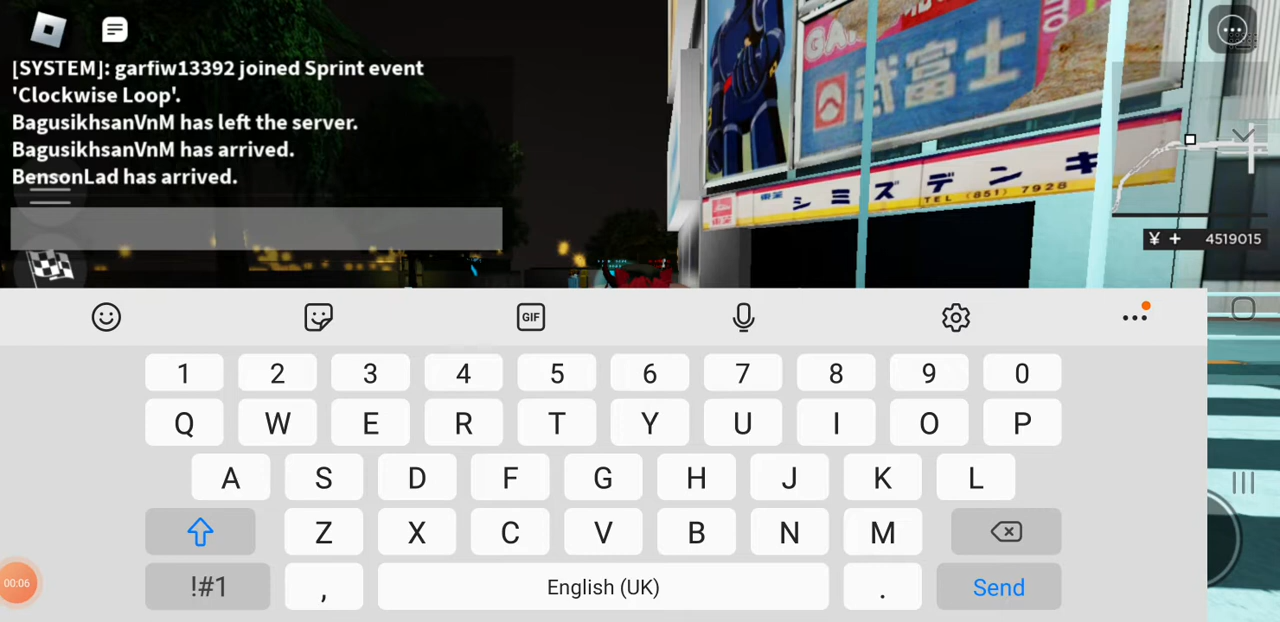 [SYSTEM]: garfiw13392 joined Sprint event
'Clockwise Loop'.
BagusikhsanVnM has left the server.
BagusikhsanVnM has arrived.
BensonLad has arrived.
GA.
武富士
シミズデンキ
TEL (851) 7928
¥ + 4519015
GIF
1 2 3 4 5 6 7 8 9 0
Q W E R T Y U I O P
A S D F G H J K L
Z X C V B N M
!#1 , English (UK) . Send
00:06